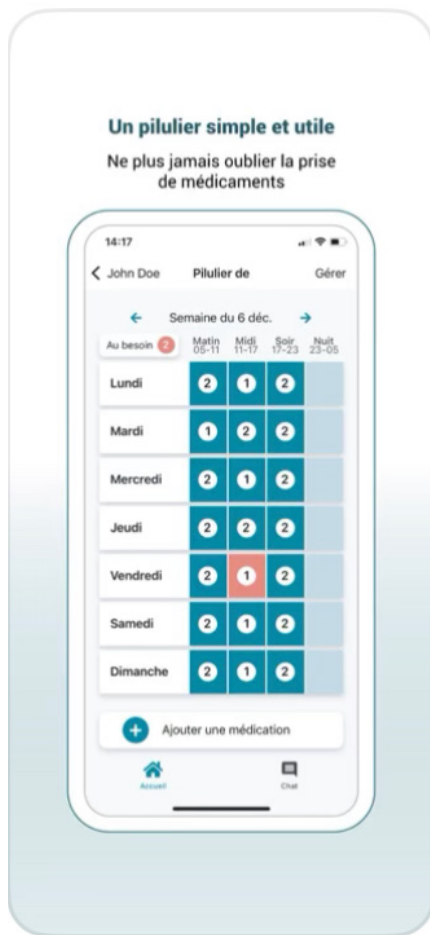 Un pilulier simple et utile
Ne plus jamais oublier la prise
de médicaments
14:17
John Doe Pilulier de Gérer
Semaine du 6 déc.
Au besoin 2 Matin Midi Soir Nuit
05-11 11-17 17-23 23-05
Lundi 2 1 2
Mardi 1 2 2
Mercredi 2 1 2
Jeudi 2 2 2
Vendredi 2 1 2
Samedi 2 1 2
Dimanche 2 1 2
Ajouter une médication
Accueil Chat